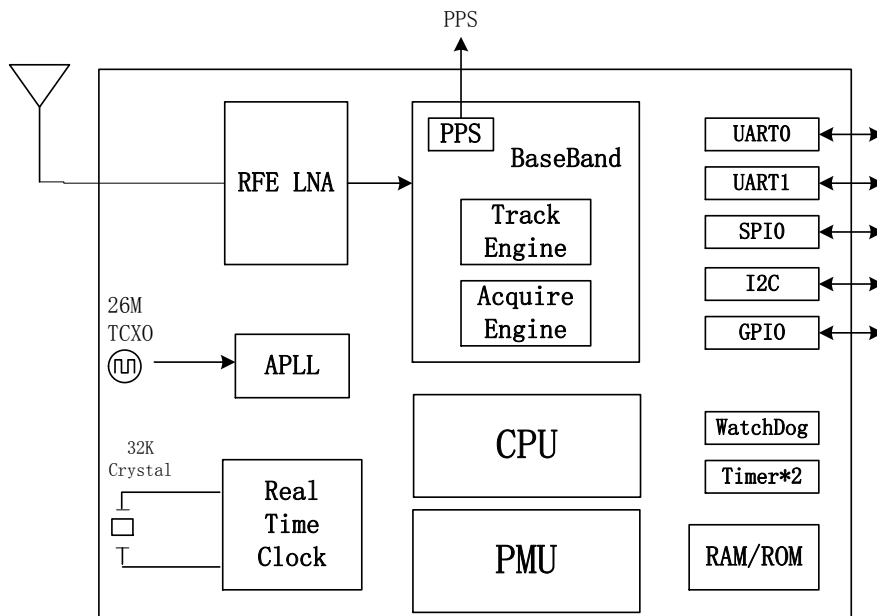 PPS
PPS
BaseBand
RFE LNA
Track
Engine
Acquire
Engine
UART0
UART1
SPI0
I2C
GPIO
26M
TCXO
APLL
CPU
WatchDog
Timer*2
32K
Crystal
Real
Time
Clock
PMU
RAM/ROM